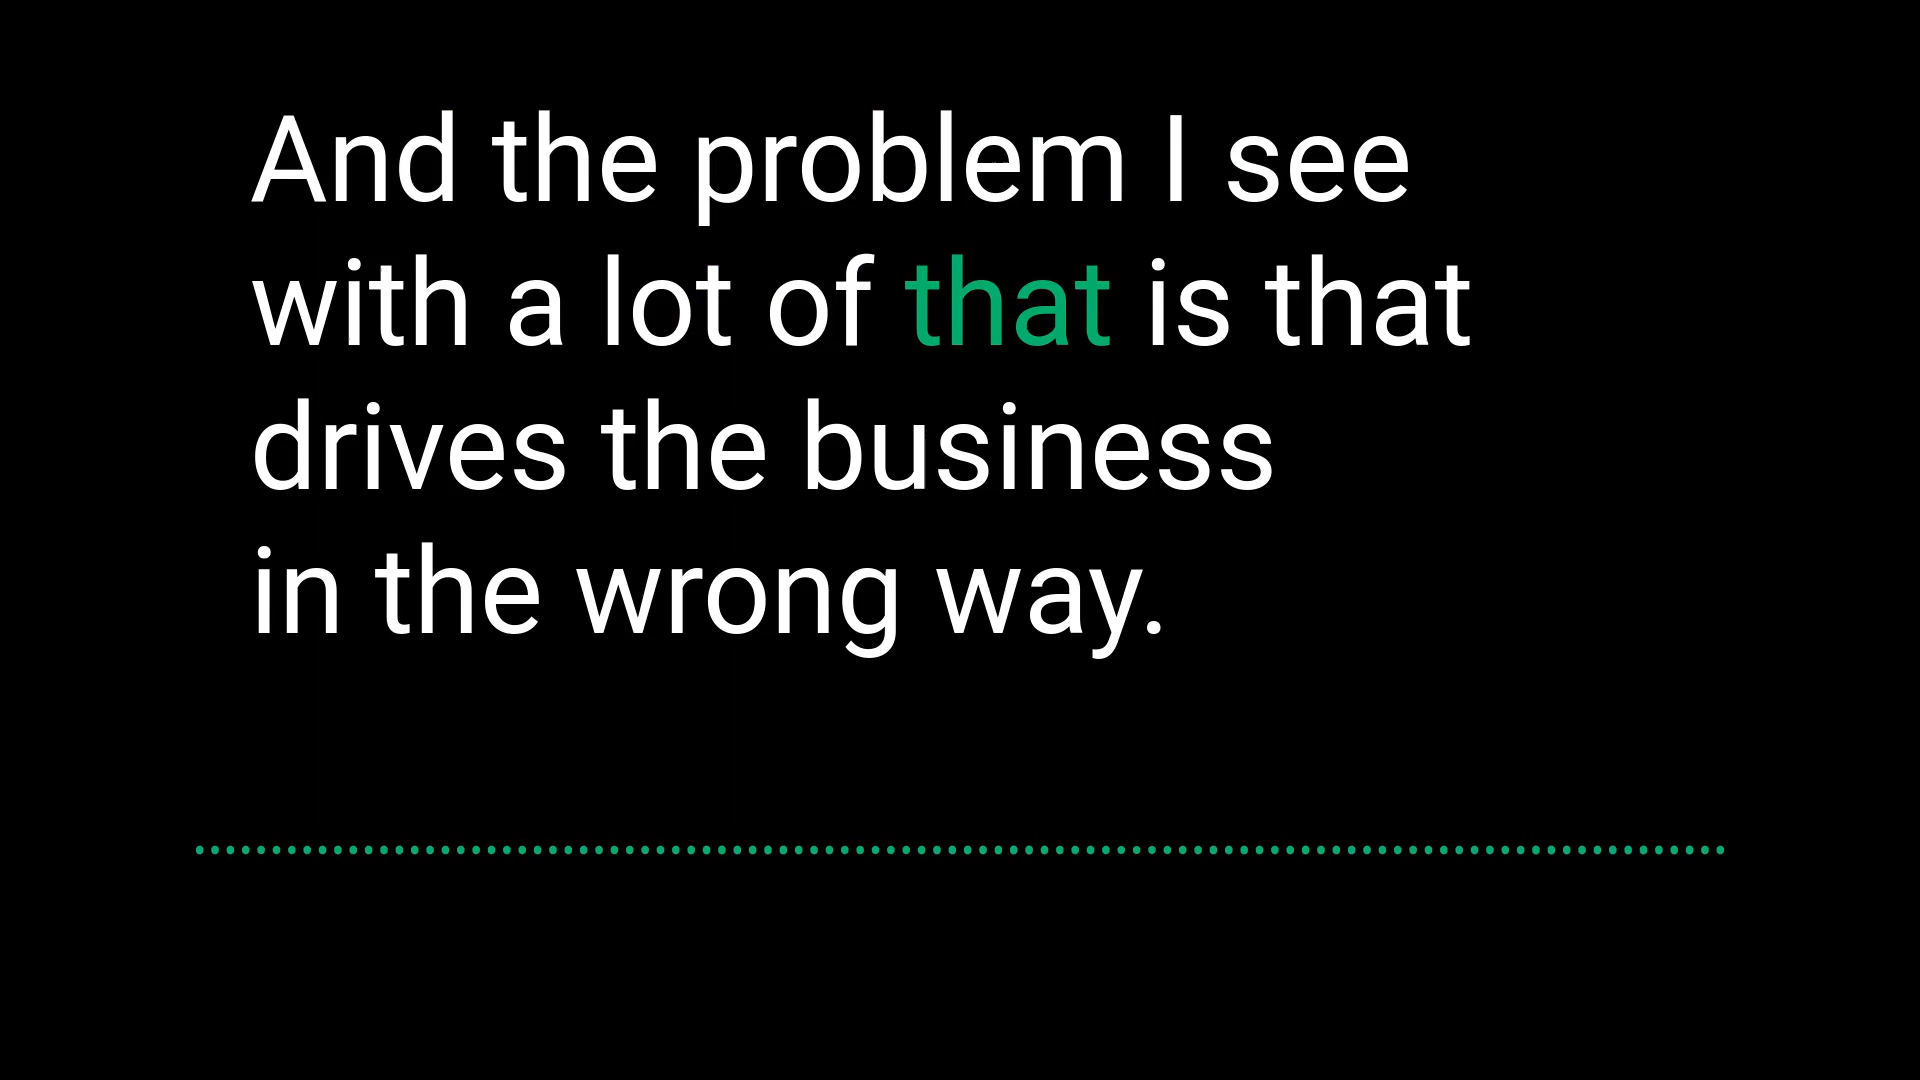 And the problem I see
with a lot of that is that
drives the business
in the wrong way.